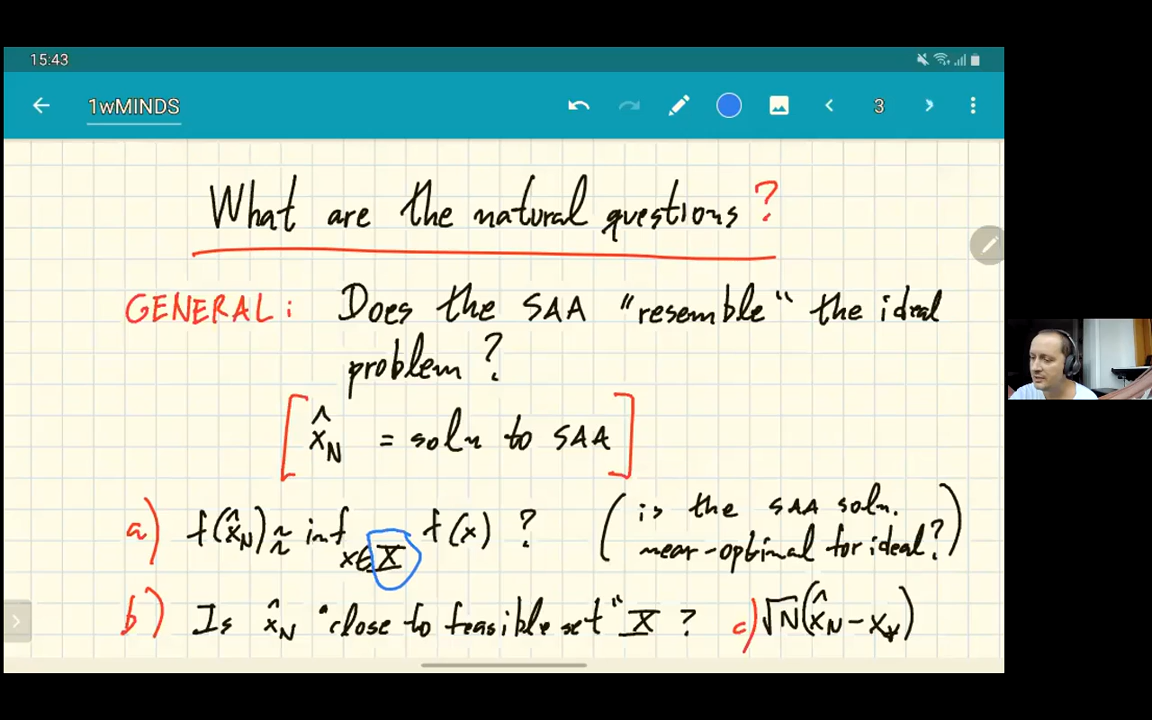 15:43
1wMINDS
3
What are the natural questions?
GENERAL: Does the SAA "resemble" the ideal
problem?
[x̂_N = soln to SAA]
a) f(x̂_N) ≈ inf_{x∈X} f(x) ? (is the SAA soln. near-optimal for ideal?)
b) Is x̂_N "close to feasible set" X ? c) √N(x̂_N − x_*)